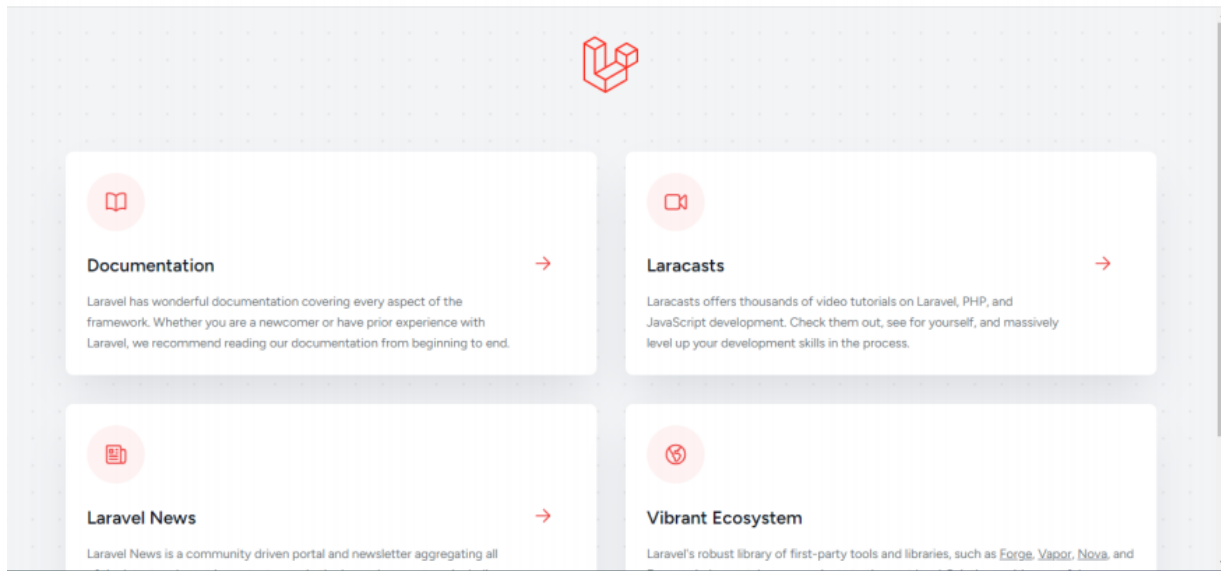 Documentation
Laravel has wonderful documentation covering every aspect of the
framework. Whether you are a newcomer or have prior experience with
Laravel, we recommend reading our documentation from beginning to end.
Laracasts
Laracasts offers thousands of video tutorials on Laravel, PHP, and
JavaScript development. Check them out, see for yourself, and massively
level up your development skills in the process.
Laravel News
Laravel News is a community driven portal and newsletter aggregating all
Vibrant Ecosystem
Laravel's robust library of first-party tools and libraries, such as Forge, Vapor, Nova, and